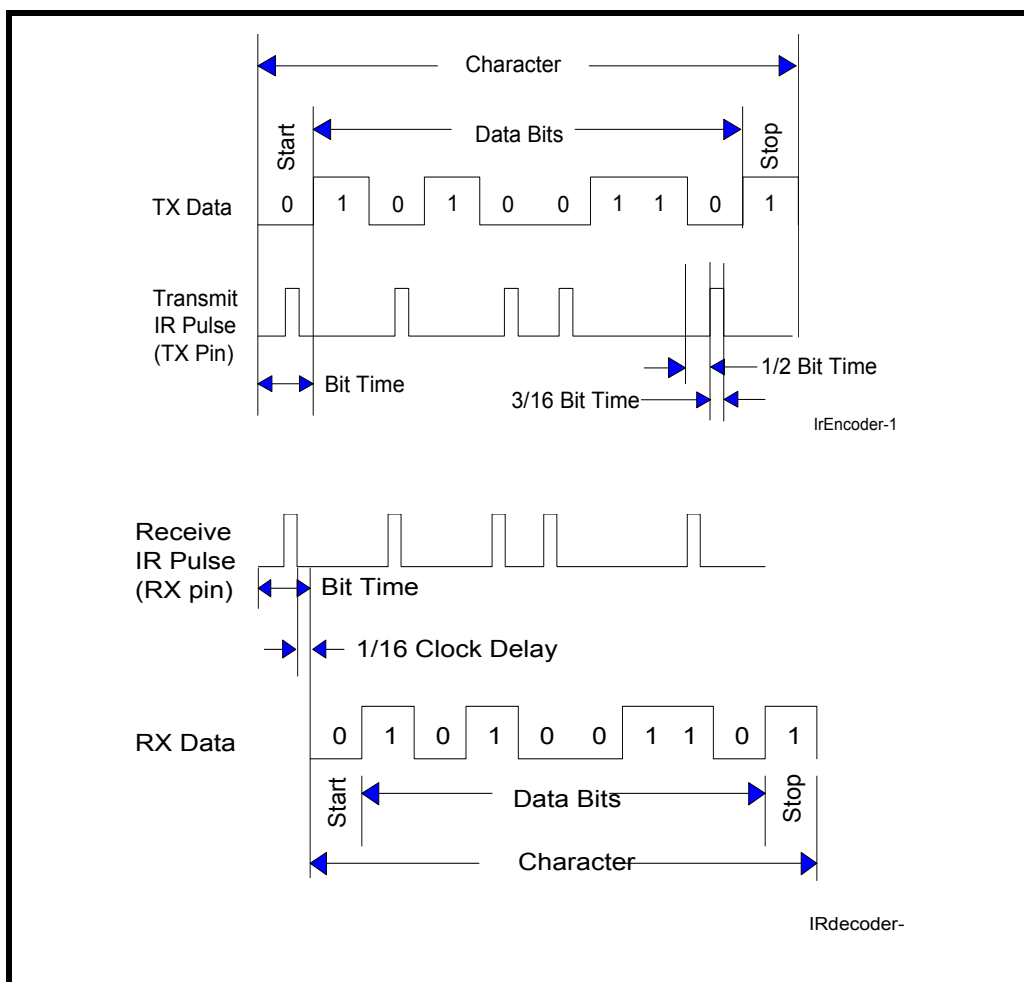 Character
Start
Data Bits
Stop
TX Data
0 1 0 1 0 0 1 1 0 1
Transmit
IR Pulse
(TX Pin)
Bit Time
1/2 Bit Time
3/16 Bit Time
IrEncoder-1
Receive
IR Pulse
(RX pin)
Bit Time
1/16 Clock Delay
RX Data
0 1 0 1 0 0 1 1 0 1
Start
Data Bits
Stop
Character
IRdecoder-